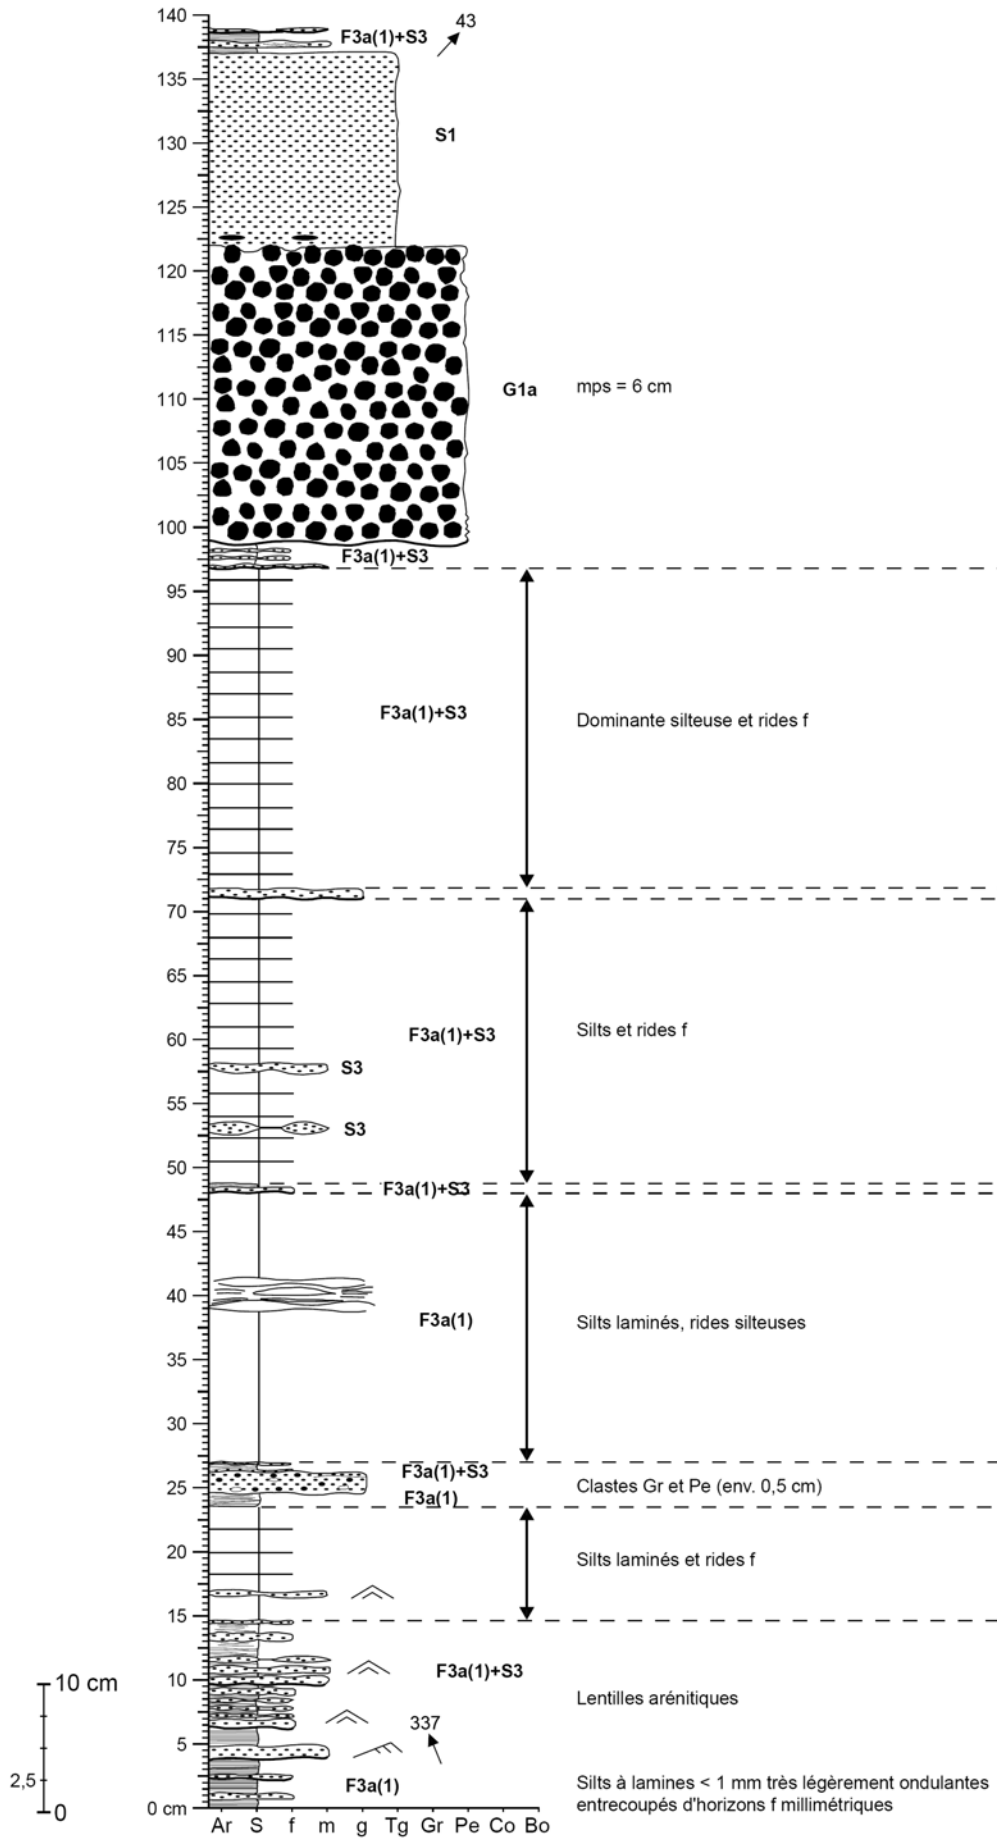 140
43
F3a(1)+S3
135
S1
130
125
120
115
G1a mps = 6 cm
110
105
100
F3a(1)+S3
95
90
F3a(1)+S3 Dominante silteuse et rides f
85
80
75
70
65
F3a(1)+S3 Silts et rides f
60
S3
55
S3
50
F3a(1)+S3
45
40
F3a(1) Silts laminés, rides silteuses
35
30
F3a(1)+S3
25 Clastes Gr et Pe (env. 0,5 cm)
F3a(1)
20 Silts laminés et rides f
15
10 cm
F3a(1)+S3
10 Lentilles arénitiques
337
5
2,5
F3a(1)
Silts à lamines < 1 mm très légèrement ondulantes
entrecoupés d'horizons f millimétriques
0
0 cm
Ar S f m g Tg Gr Pe Co Bo